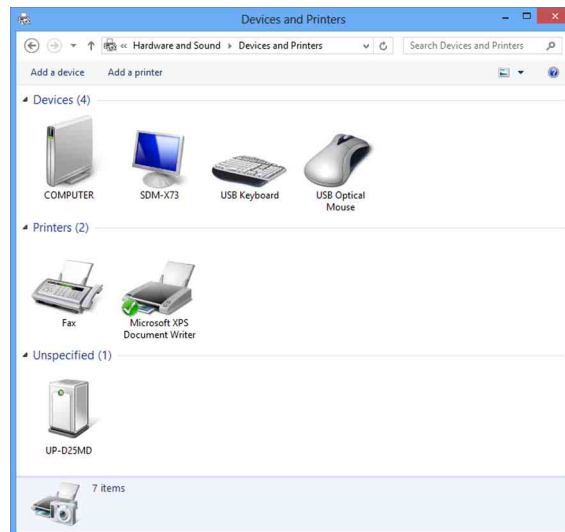 Devices and Printers
« Hardware and Sound Devices and Printers
Search Devices and Printers
Add a device Add a printer
Devices (4)
COMPUTER SDM-X73 USB Keyboard USB Optical
Mouse
Printers (2)
Fax Microsoft XPS
Document Writer
Unspecified (1)
UP-D25MD
7 items